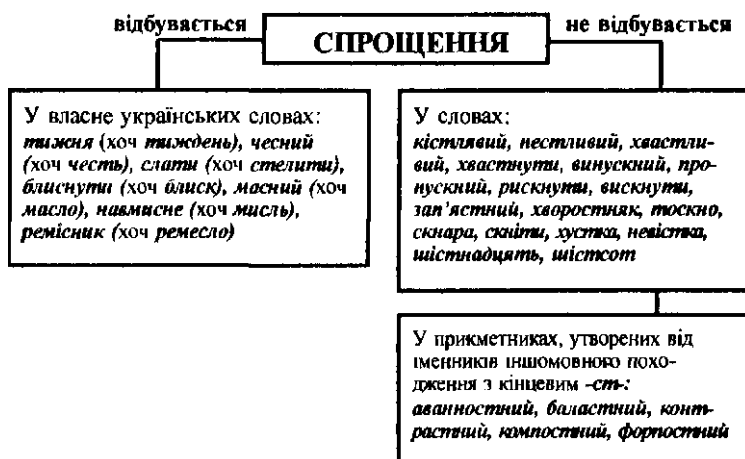 відбувається
СПРОЩЕННЯ
не відбувається
У власне українських словах:
тижня (хоч тиждень), чесний
(хоч честь), слати (хоч стелити),
блиснути (хоч блиск), масний (хоч
масло), навмисне (хоч мисль),
ремісник (хоч ремесло)
У словах:
кістлявий, пестливий, хвастли-
вий, хвастнути, випускний, про-
пускний, рискнути, вискнути,
зап’ястний, хворостняк, тоскно,
скнара, скніти, хустка, невістка,
шістнадцять, шістсот
У прикметниках, утворених від
іменників іншомовного похо-
дження з кінцевим -ст-:
аванпостний, баластний, конт-
растний, компостний, форпостний